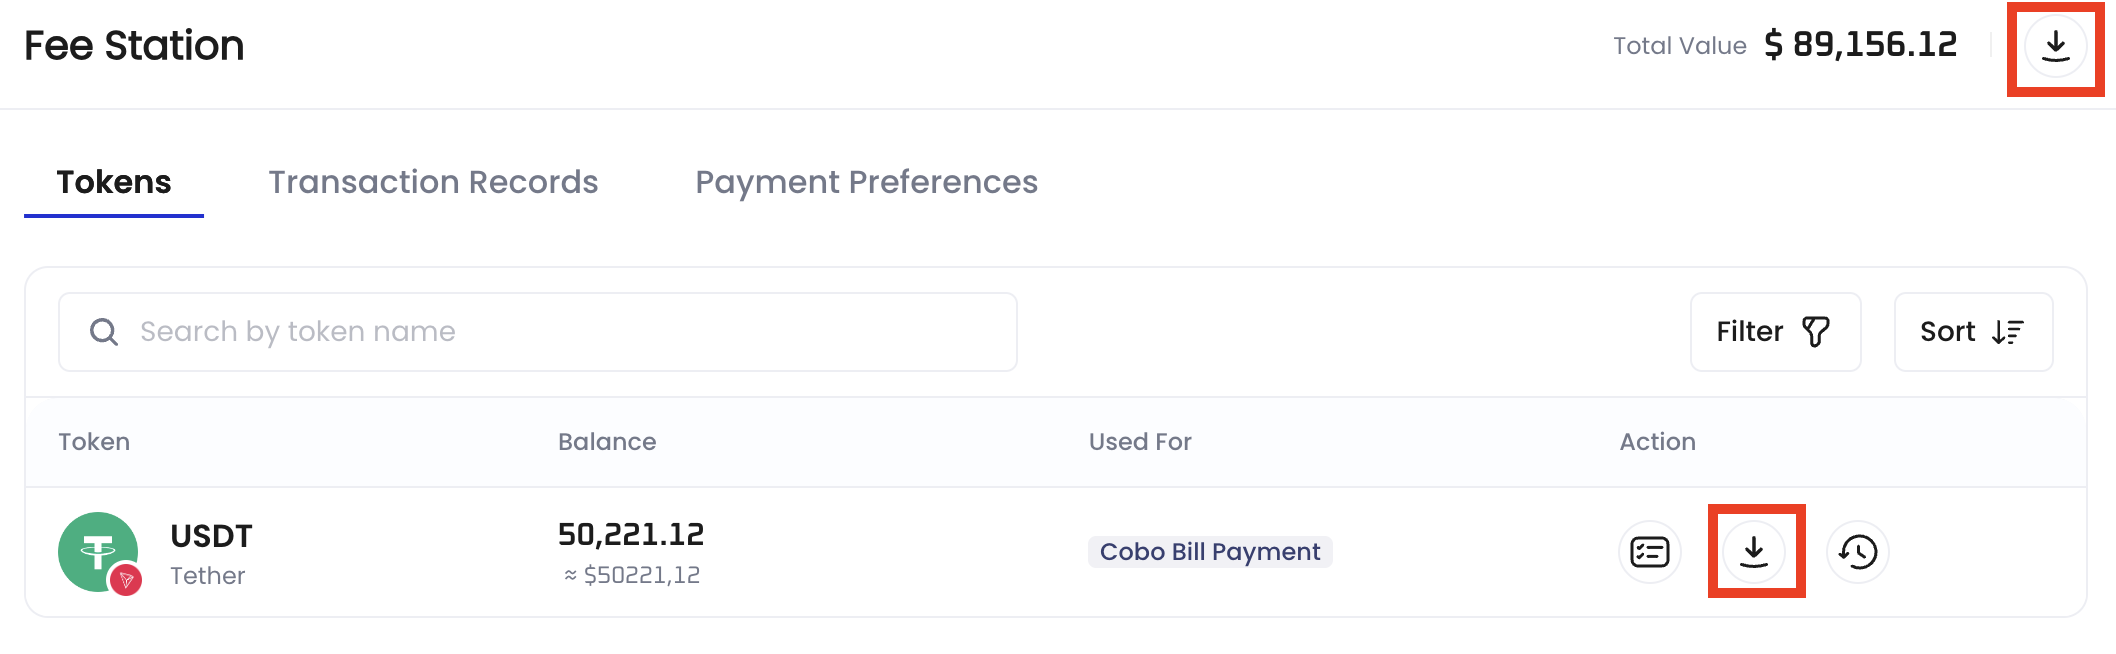 Fee Station
Total Value $ 89,156.12
Tokens Transaction Records Payment Preferences
Search by token name
Filter Sort
Token Balance Used For Action
USDT 50,221.12 Cobo Bill Payment
Tether ≈ $50221,12